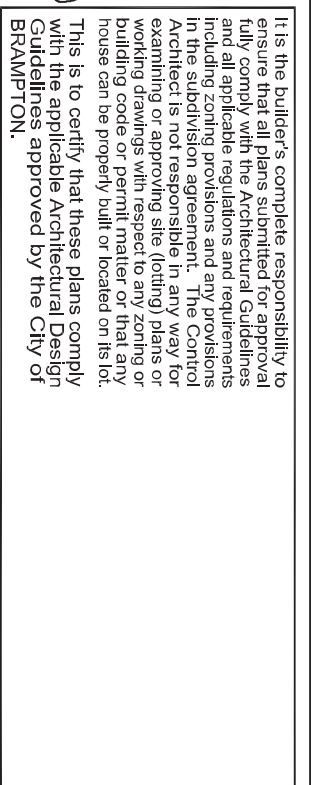 It is the builder's complete responsibility to
ensure that all plans submitted for approval
fully comply with the Architectural Guidelines
and all applicable regulations and requirements
including zoning provisions and any provisions
in the subdivision agreement. The Control
Architect is not responsible in any way for
examining or approving site (lotting) plans or
working drawings with respect to any zoning or
building code or permit matter or that any
house can be properly built or located on its lot.
This is to certify that these plans comply
with the applicable Architectural Design
Guidelines approved by the City of
BRAMPTON.